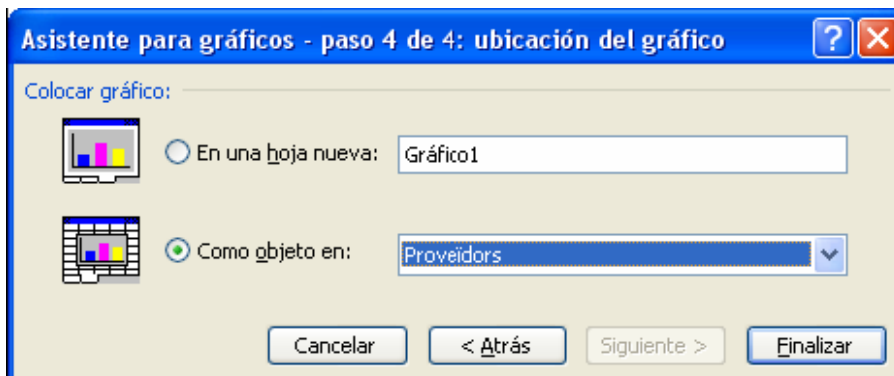 Asistente para gráficos - paso 4 de 4: ubicación del gráfico
Colocar gráfico:
En una hoja nueva: Gráfico1
Como objeto en: Proveïdors
Cancelar < Atrás Siguiente > Finalizar